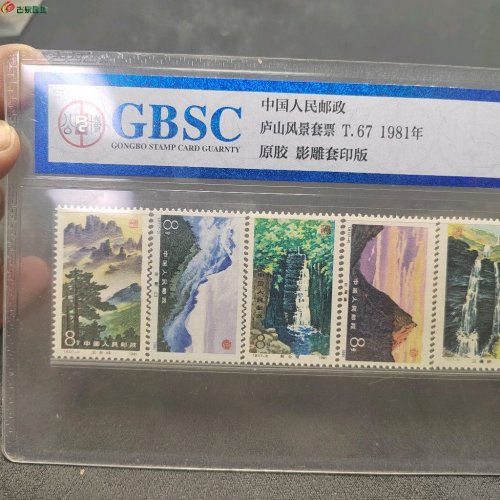 GBSC
GONGBO STAMP CARD GUARNTY
中国人民邮政
庐山风景套票 T.67 1981年
原胶 影雕套印版
8分
中国人民邮政
8分
中国人民邮政
8分
中国人民邮政
8分
中国人民邮政